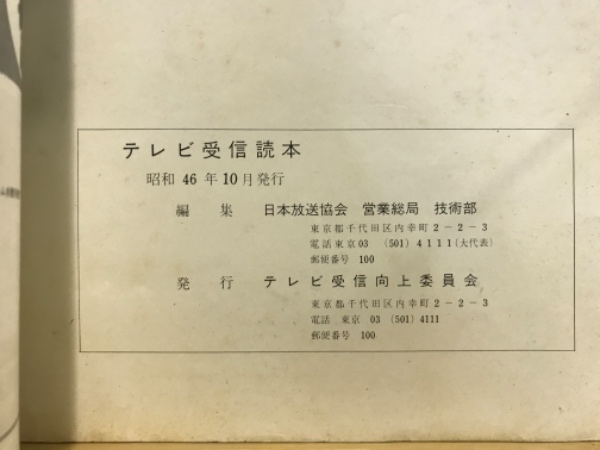 テレビ受信読本
昭和 46 年 10月発行
編集 日本放送協会 営業総局 技術部
東京都千代田区内幸町 2－2－3
電話東京 03 (501) 4111(大代表)
郵便番号 100
発行 テレビ受信向上委員会
東京都千代田区内幸町 2－2－3
電話 東京 03 (501) 4111
郵便番号 100